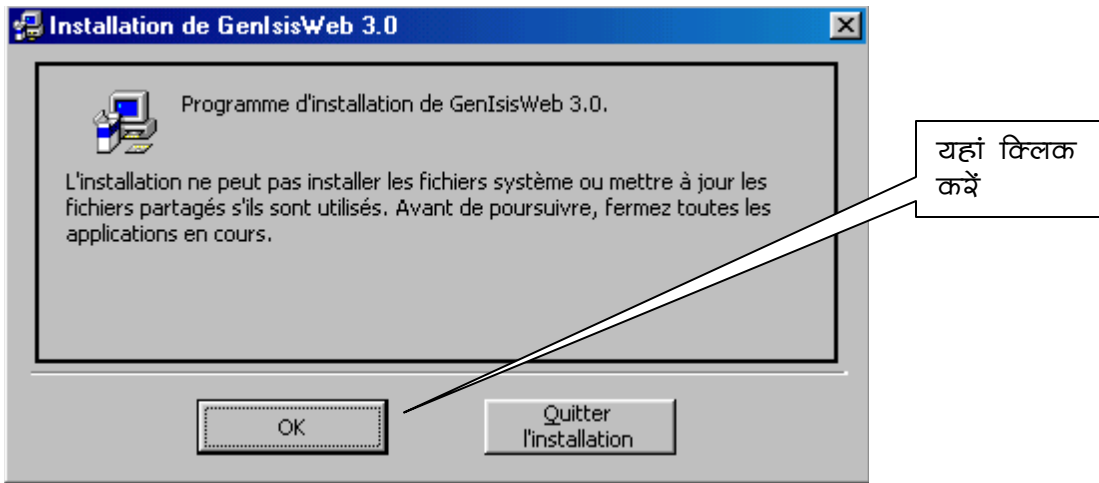 Installation de GenIsisWeb 3.0
Programme d'installation de GenIsisWeb 3.0.
L'installation ne peut pas installer les fichiers système ou mettre à jour les
fichiers partagés s'ils sont utilisés. Avant de poursuivre, fermez toutes les
applications en cours.
यहां क्लिक
करें
OK
Quitter
l'installation